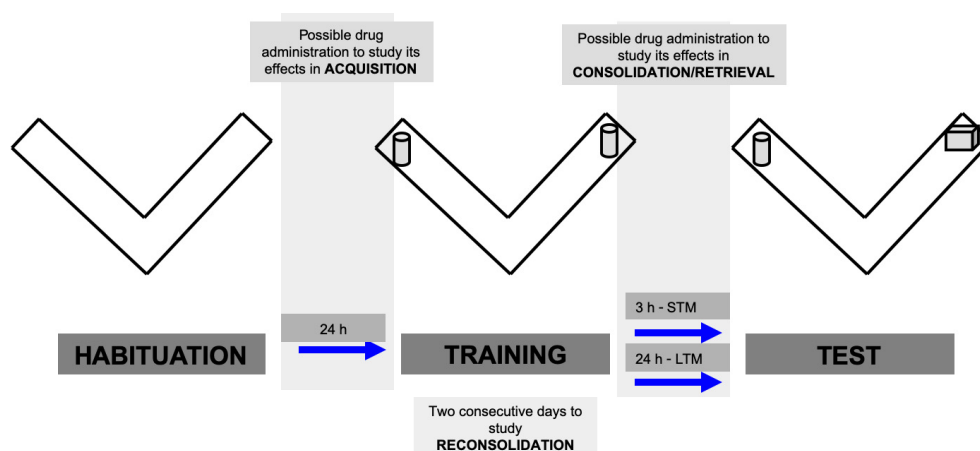 Possible drug
administration to study its
effects in ACQUISITION
Possible drug administration to
study its effects in
CONSOLIDATION/RETRIEVAL
24 h
3 h - STM
24 h - LTM
HABITUATION
TRAINING
TEST
Two consecutive days to
study
RECONSOLIDATION